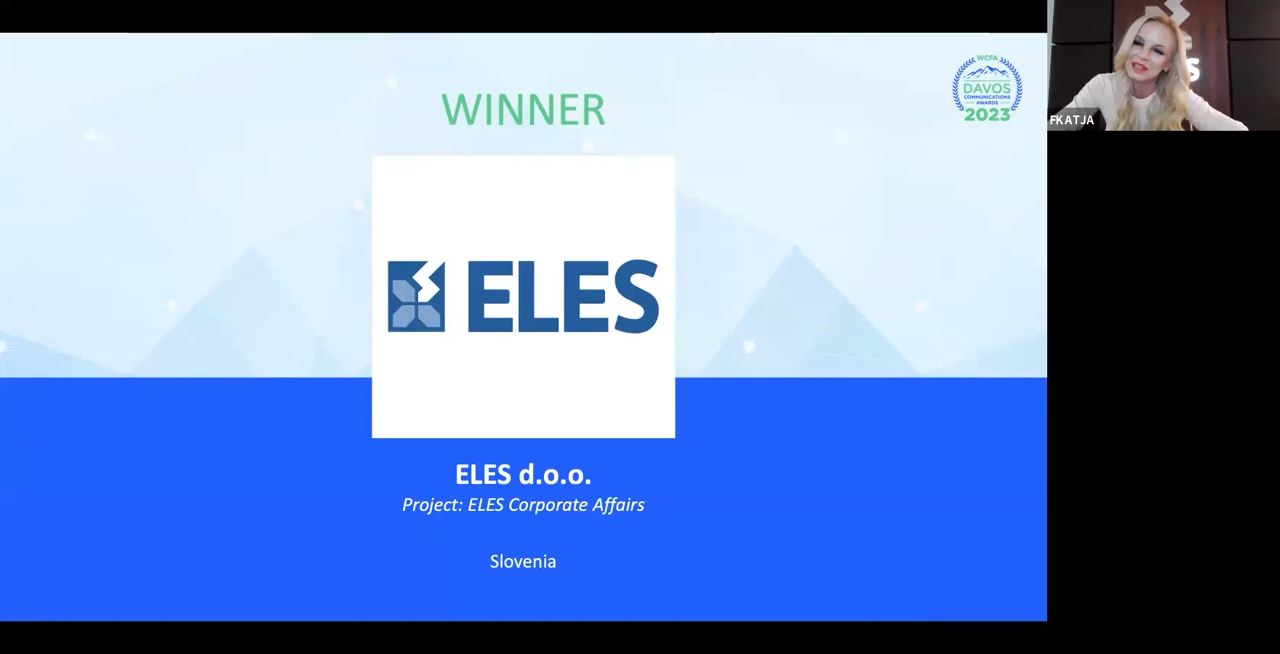 WINNER
WCFA
DAVOS
COMMUNICATIONS
AWARDS
2023
ELES
ELES d.o.o.
Project: ELES Corporate Affairs
Slovenia
FKATJA
S